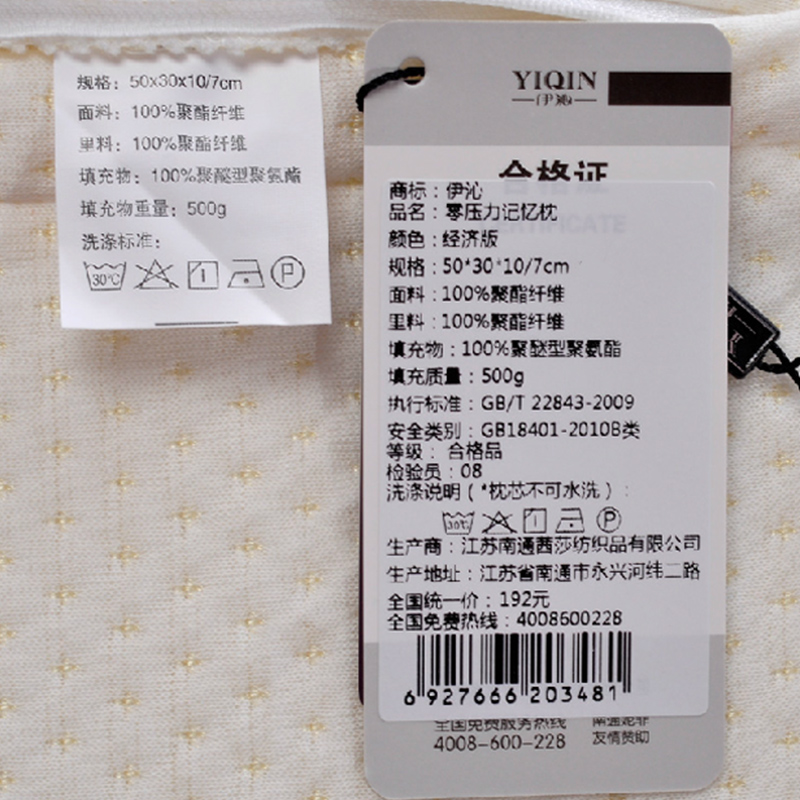 规格：50x30x10/7cm
面料：100%聚酯纤维
里料：100%聚酯纤维
填充物：100%聚醚型聚氨酯
填充物重量：500g
洗涤标准：
30℃
P
YIQIN
伊沁
合格证
商标：伊沁
品名：零压力记忆枕
颜色：经济版
规格：50*30*10/7cm
面料：100%聚酯纤维
里料：100%聚酯纤维
填充物：100%聚醚型聚氨酯
填充质量：500g
执行标准：GB/T 22843-2009
安全类别：GB18401-2010B类
等级： 合格品
检验员：08
洗涤说明（*枕芯不可水洗）：
30℃
P
生产商：江苏南通茜莎纺织品有限公司
生产地址：江苏省南通市永兴河纬二路
全国统一价：192元
全国免费热线：4008600228
6 927666 203481
全国免费服务热线
4008-600-228
友情赞助